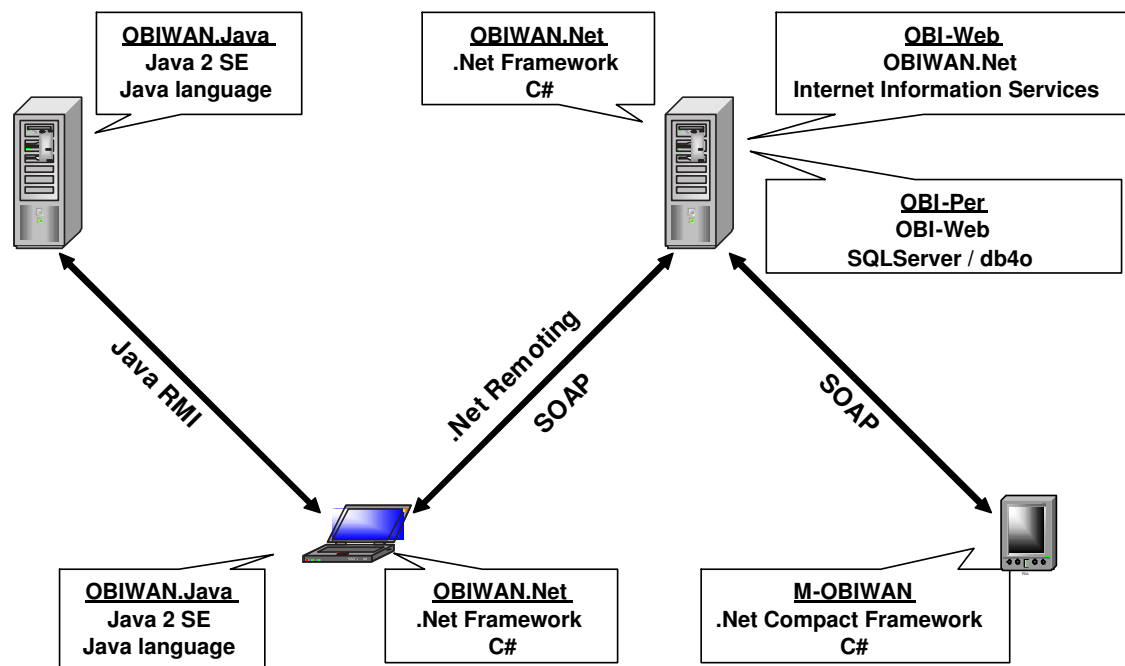 OBIWAN.Java
Java 2 SE
Java language
OBIWAN.Net
.Net Framework
C#
OBI-Web
OBIWAN.Net
Internet Information Services
OBI-Per
OBI-Web
SQLServer / db4o
Java RMI
.Net Remoting
SOAP
SOAP
OBIWAN.Java
Java 2 SE
Java language
OBIWAN.Net
.Net Framework
C#
M-OBIWAN
.Net Compact Framework
C#